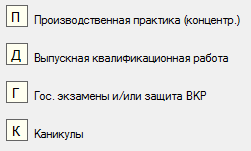 П Производственная практика (концентр.)
Д Выпускная квалификационная работа
Г Гос. экзамены и/или защита ВКР
К Каникулы